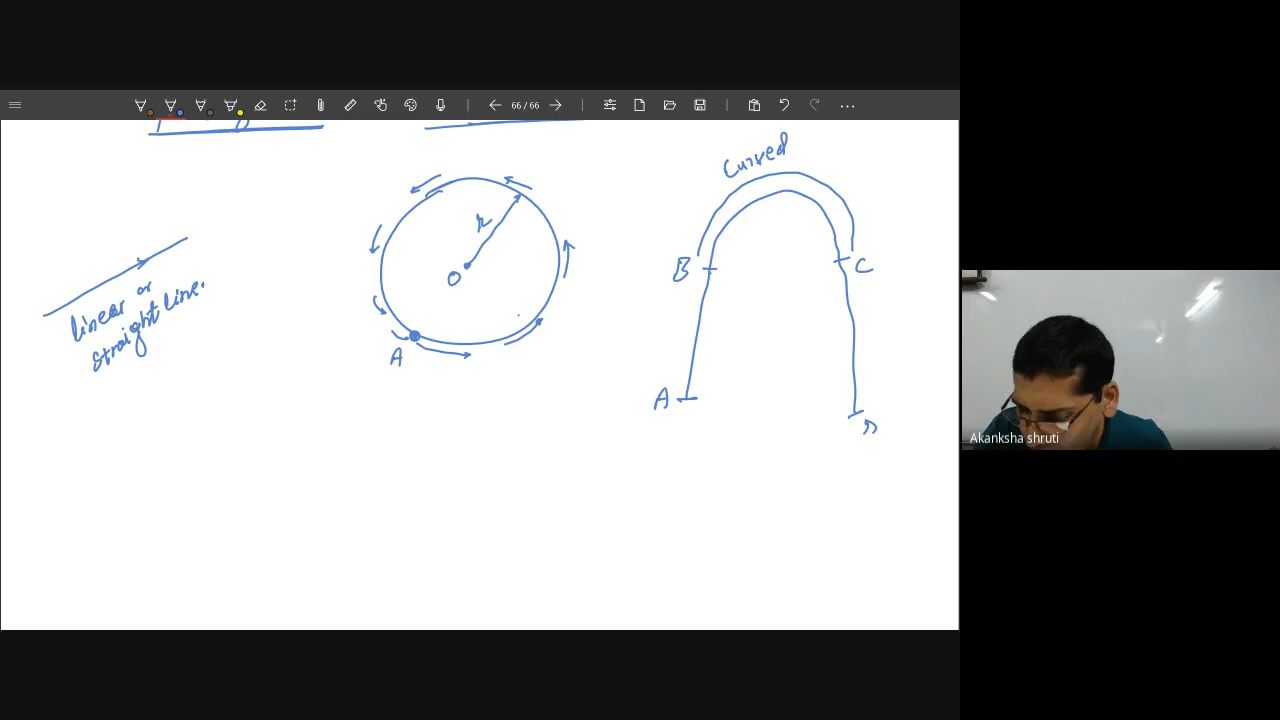 66 / 66
Curved
r
O
A
linear or
straight line.
B
C
A
D
Akanksha shruti